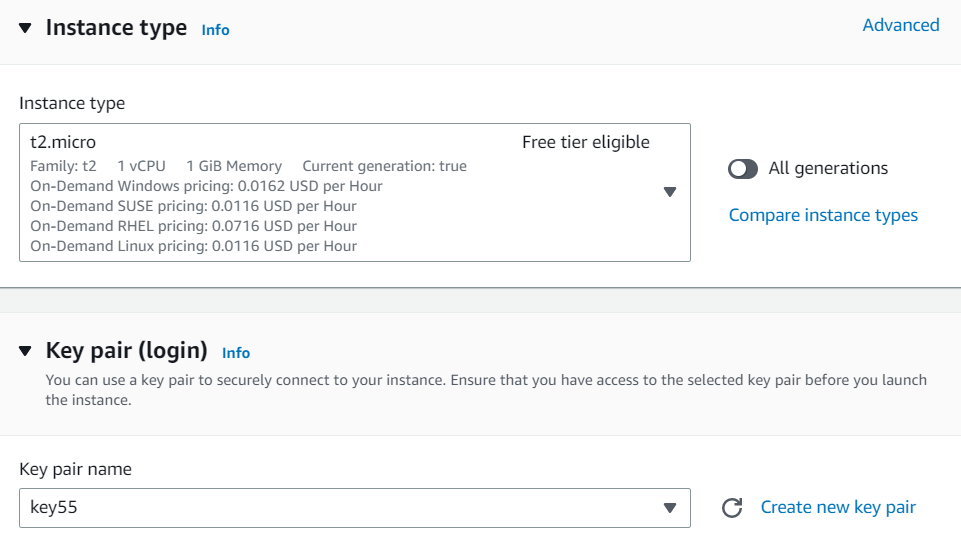 Instance type Info Advanced
Instance type
t2.micro Free tier eligible
Family: t2 1 vCPU 1 GiB Memory Current generation: true
On-Demand Windows pricing: 0.0162 USD per Hour
On-Demand SUSE pricing: 0.0116 USD per Hour
On-Demand RHEL pricing: 0.0716 USD per Hour
On-Demand Linux pricing: 0.0116 USD per Hour
All generations
Compare instance types
Key pair (login) Info
You can use a key pair to securely connect to your instance. Ensure that you have access to the selected key pair before you launch
the instance.
Key pair name
key55 Create new key pair